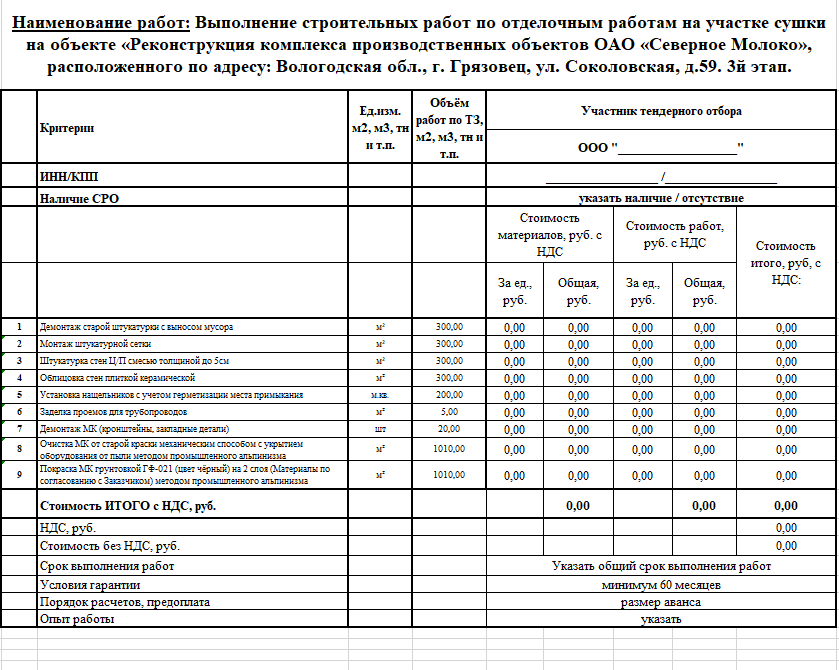 Наименование работ: Выполнение строительных работ по отделочным работам на участке сушки
на объекте «Реконструкция комплекса производственных объектов ОАО «Северное Молоко»,
расположенного по адресу: Вологодская обл., г. Грязовец, ул. Соколовская, д.59. 3й этап.
Критерии
Ед.изм.
м2, м3, тн
и т.п.
Объём
работ по ТЗ,
м2, м3, тн и
т.п.
Участник тендерного отбора
ООО "_________________"
ИНН/КПП
________________ /________________
Наличие СРО
указать наличие / отсутствие
Стоимость
материалов, руб. с
НДС
Стоимость работ,
руб. с НДС
Стоимость
итого, руб, с
НДС:
За ед.,
руб.
Общая,
руб.
За ед.,
руб.
Общая,
руб.
1 Демонтаж старой штукатурки с выносом мусора м² 300,00 0,00 0,00 0,00 0,00 0,00
2 Монтаж штукатурной сетки м² 300,00 0,00 0,00 0,00 0,00 0,00
3 Штукатурка стен Ц/П смесью толщиной до 5см м² 300,00 0,00 0,00 0,00 0,00 0,00
4 Облицовка стен плиткой керамической м² 300,00 0,00 0,00 0,00 0,00 0,00
5 Установка нащельников с учетом герметизации места примыкания м.кв. 200,00 0,00 0,00 0,00 0,00 0,00
6 Заделка проемов для трубопроводов м² 5,00 0,00 0,00 0,00 0,00 0,00
7 Демонтаж МК (кронштейны, закладные детали) шт 20,00 0,00 0,00 0,00 0,00 0,00
8 Очистка МК от старой краски механическим способом с укрытием
оборудования от пыли методом промышленного альпинизма м² 1010,00 0,00 0,00 0,00 0,00 0,00
9 Покраска МК грунтовкой ГФ-021 (цвет чёрный) на 2 слоя (Материалы по
согласованию с Заказчиком) методом промышленного альпинизма м² 1010,00 0,00 0,00 0,00 0,00 0,00
Стоимость ИТОГО с НДС, руб. 0,00 0,00 0,00
НДС, руб. 0,00
Стоимость без НДС, руб. 0,00
Срок выполнения работ Указать общий срок выполнения работ
Условия гарантии минимум 60 месяцев
Порядок расчетов, предоплата размер аванса
Опыт работы указать